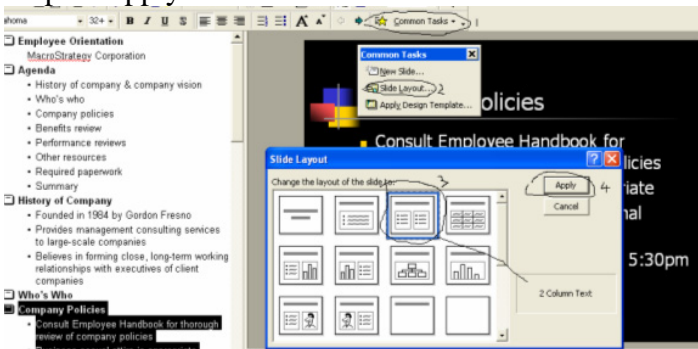 ahoma 32+ B I U S A A Common Tasks
Employee Orientation
MacroStrategy Corporation
Agenda
• History of company & company vision
• Who's who
• Company policies
• Benefits review
• Performance reviews
• Other resources
• Required paperwork
• Summary
History of Company
• Founded in 1984 by Gordon Fresno
• Provides management consulting services
to large-scale companies
• Believes in forming close, long-term working
relationships with executives of client
companies
Who's Who
Company Policies
• Consult Employee Handbook for thorough
review of company policies
Common Tasks
New Slide...
Slide Layout... 2
Apply Design Template...
olicies
Consult Employee Handbook for
licies
iate
nal
5:30pm
Slide Layout
Change the layout of the slide to:
3
Apply 4
Cancel
2 Column Text